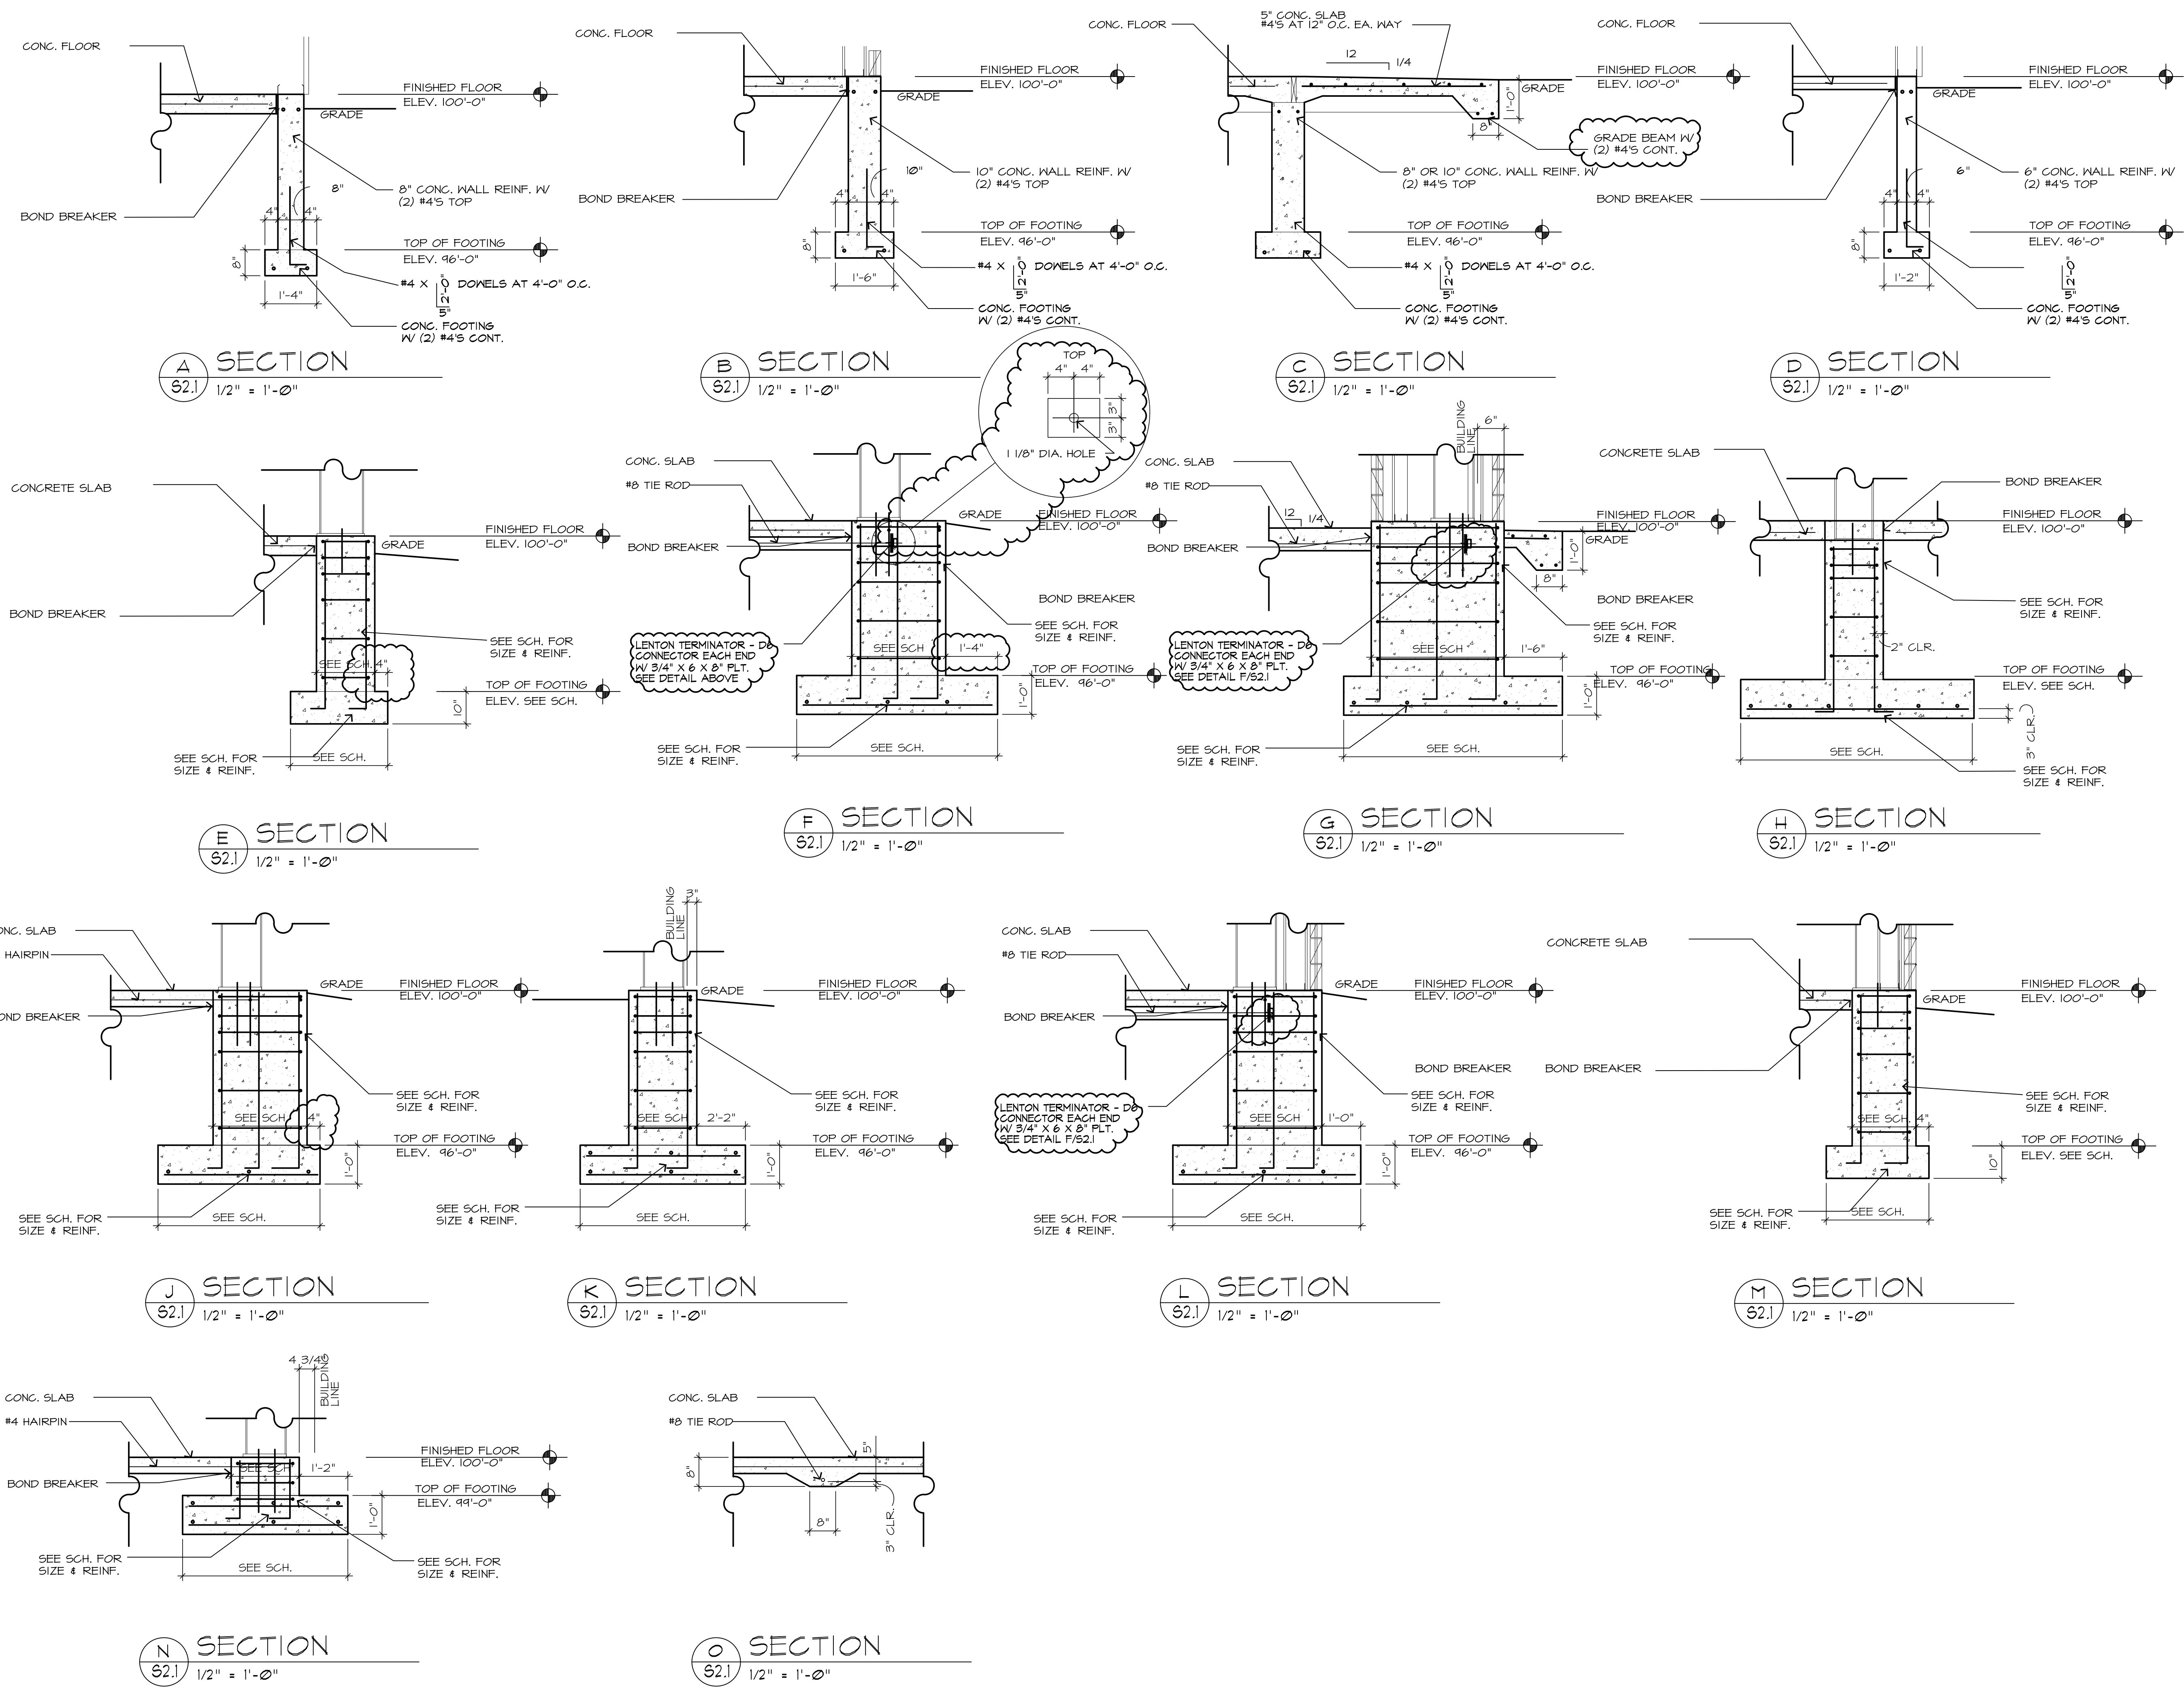 CONC. FLOOR
FINISHED FLOOR
ELEV. 100'-0"
GRADE
8"
8" CONC. WALL REINF. W/
(2) #4'S TOP
BOND BREAKER
4"
4"
TOP OF FOOTING
ELEV. 96'-0"
8"
1'-4"
#4 X
2'-0
5"
DOWELS AT 4'-0" O.C.
CONC. FOOTING
W/ (2) #4'S CONT.
A
S2.1
SECTION
1/2" = 1'-0"
CONC. FLOOR
FINISHED FLOOR
ELEV. 100'-0"
GRADE
10"
10" CONC. WALL REINF. W/
(2) #4'S TOP
BOND BREAKER
4"
4"
TOP OF FOOTING
ELEV. 96'-0"
8"
1'-6"
#4 X
2'-0
5"
DOWELS AT 4'-0" O.C.
CONC. FOOTING
W/ (2) #4'S CONT.
B
S2.1
SECTION
1/2" = 1'-0"
CONC. FLOOR
5" CONC. SLAB
#4'S AT 12" O.C. EA. WAY
12
1/4
FINISHED FLOOR
ELEV. 100'-0"
1'-0"
GRADE
8"
GRADE BEAM W/
(2) #4'S CONT.
8" OR 10" CONC. WALL REINF. W/
(2) #4'S TOP
TOP OF FOOTING
ELEV. 96'-0"
#4 X
2'-0
5"
DOWELS AT 4'-0" O.C.
CONC. FOOTING
W/ (2) #4'S CONT.
C
S2.1
SECTION
1/2" = 1'-0"
CONC. FLOOR
FINISHED FLOOR
ELEV. 100'-0"
GRADE
6"
6" CONC. WALL REINF. W/
(2) #4'S TOP
BOND BREAKER
4"
4"
TOP OF FOOTING
ELEV. 96'-0"
8"
1'-2"
2'-0
5"
CONC. FOOTING
W/ (2) #4'S CONT.
D
S2.1
SECTION
1/2" = 1'-0"
CONCRETE SLAB
FINISHED FLOOR
ELEV. 100'-0"
GRADE
BOND BREAKER
SEE SCH. FOR
SIZE & REINF.
SEE SCH.
4"
TOP OF FOOTING
ELEV. SEE SCH.
10"
SEE SCH. FOR
SIZE & REINF.
SEE SCH.
E
S2.1
SECTION
1/2" = 1'-0"
TOP
4"
4"
3"
3"
1 1/8" DIA. HOLE
CONC. SLAB
#8 TIE ROD
GRADE
FINISHED FLOOR
ELEV. 100'-0"
BOND BREAKER
BOND BREAKER
SEE SCH. FOR
SIZE & REINF.
LENTON TERMINATOR - D6
CONNECTOR EACH END
W/ 3/4" X 6 X 8" PLT.
SEE DETAIL ABOVE
SEE SCH
1'-4"
TOP OF FOOTING
ELEV. 96'-0"
1'-0"
SEE SCH. FOR
SIZE & REINF.
SEE SCH.
F
S2.1
SECTION
1/2" = 1'-0"
BUILDING
LINE
6"
CONC. SLAB
#8 TIE ROD
12
1/4
FINISHED FLOOR
ELEV. 100'-0"
GRADE
1'-0"
8"
BOND BREAKER
BOND BREAKER
SEE SCH. FOR
SIZE & REINF.
LENTON TERMINATOR - D6
CONNECTOR EACH END
W/ 3/4" X 6 X 8" PLT.
SEE DETAIL F/S2.1
SEE SCH
1'-6"
TOP OF FOOTING
ELEV. 96'-0"
1'-0"
SEE SCH. FOR
SIZE & REINF.
SEE SCH.
G
S2.1
SECTION
1/2" = 1'-0"
CONCRETE SLAB
BOND BREAKER
FINISHED FLOOR
ELEV. 100'-0"
SEE SCH. FOR
SIZE & REINF.
2" CLR.
TOP OF FOOTING
ELEV. SEE SCH.
3" CLR.
SEE SCH.
SEE SCH. FOR
SIZE & REINF.
H
S2.1
SECTION
1/2" = 1'-0"
ONC. SLAB
HAIRPIN
GRADE
FINISHED FLOOR
ELEV. 100'-0"
OND BREAKER
SEE SCH. FOR
SIZE & REINF.
SEE SCH
4"
TOP OF FOOTING
ELEV. 96'-0"
1'-0"
SEE SCH. FOR
SIZE & REINF.
SEE SCH.
J
S2.1
SECTION
1/2" = 1'-0"
BUILDING
LINE
3"
GRADE
FINISHED FLOOR
ELEV. 100'-0"
SEE SCH. FOR
SIZE & REINF.
SEE SCH
2'-2"
TOP OF FOOTING
ELEV. 96'-0"
1'-0"
SEE SCH. FOR
SIZE & REINF.
SEE SCH.
K
S2.1
SECTION
1/2" = 1'-0"
CONC. SLAB
#8 TIE ROD
GRADE
FINISHED FLOOR
ELEV. 100'-0"
BOND BREAKER
BOND BREAKER
SEE SCH. FOR
SIZE & REINF.
LENTON TERMINATOR - D6
CONNECTOR EACH END
W/ 3/4" X 6 X 8" PLT.
SEE DETAIL F/S2.1
SEE SCH
1'-0"
TOP OF FOOTING
ELEV. 96'-0"
1'-0"
SEE SCH. FOR
SIZE & REINF.
SEE SCH.
L
S2.1
SECTION
1/2" = 1'-0"
CONCRETE SLAB
FINISHED FLOOR
ELEV. 100'-0"
GRADE
BOND BREAKER
SEE SCH. FOR
SIZE & REINF.
SEE SCH.
4"
TOP OF FOOTING
ELEV. SEE SCH.
10"
SEE SCH. FOR
SIZE & REINF.
SEE SCH.
M
S2.1
SECTION
1/2" = 1'-0"
4 3/4"
BUILDING
LINE
CONC. SLAB
#4 HAIRPIN
FINISHED FLOOR
ELEV. 100'-0"
SEE SCH
1'-2"
BOND BREAKER
TOP OF FOOTING
ELEV. 99'-0"
1'-0"
SEE SCH. FOR
SIZE & REINF.
SEE SCH.
SEE SCH. FOR
SIZE & REINF.
N
S2.1
SECTION
1/2" = 1'-0"
CONC. SLAB
#8 TIE ROD
5"
8"
8"
3" CLR.
O
S2.1
SECTION
1/2" = 1'-0"